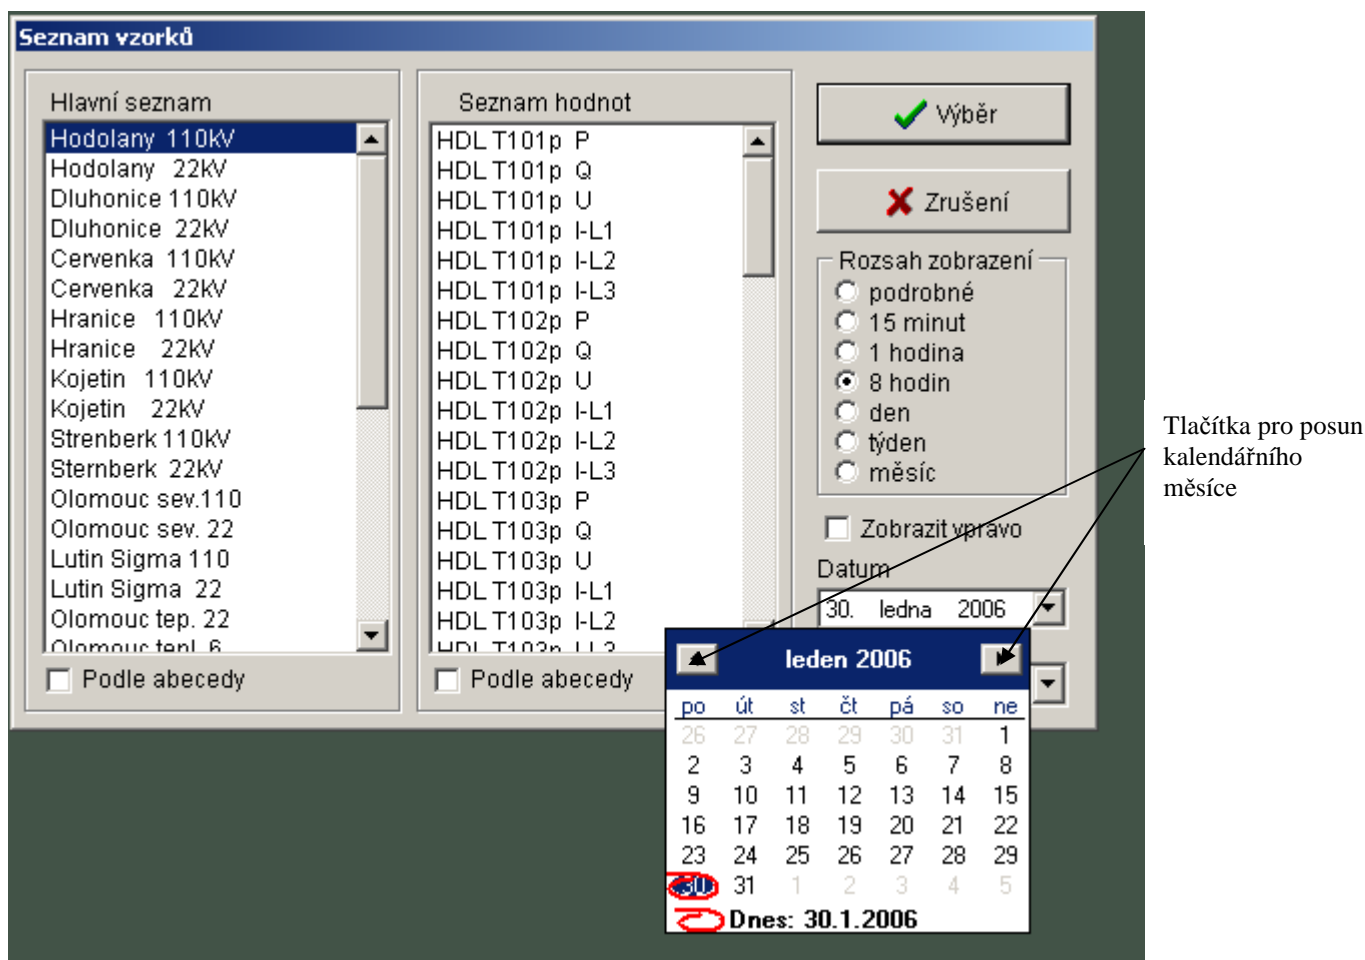 Seznam vzorků
Hlavní seznam
Hodolany 110kV
Hodolany 22kV
Dluhonice 110kV
Dluhonice 22kV
Cervenka 110kV
Cervenka 22kV
Hranice 110kV
Hranice 22kV
Kojetin 110kV
Kojetin 22kV
Strenberk 110kV
Sternberk 22kV
Olomouc sev.110
Olomouc sev. 22
Lutin Sigma 110
Lutin Sigma 22
Olomouc tep. 22
Olomouc tepl. 6
Podle abecedy
Seznam hodnot
HDL T101p P
HDL T101p Q
HDL T101p U
HDL T101p I-L1
HDL T101p I-L2
HDL T101p I-L3
HDL T102p P
HDL T102p Q
HDL T102p U
HDL T102p I-L1
HDL T102p I-L2
HDL T102p I-L3
HDL T103p P
HDL T103p Q
HDL T103p U
HDL T103p I-L1
HDL T103p I-L2
HDL T103p I-L3
Podle abecedy
Výběr
Zrušení
Rozsah zobrazení
podrobné
15 minut
1 hodina
8 hodin
den
týden
měsíc
Zobrazit vpravo
Datum
30. ledna 2006
leden 2006
po út st čt pá so ne
26 27 28 29 30 31 1
2 3 4 5 6 7 8
9 10 11 12 13 14 15
16 17 18 19 20 21 22
23 24 25 26 27 28 29
30 31 1 2 3 4 5
Dnes: 30.1.2006
Tlačítka pro posun
kalendářního
měsíce